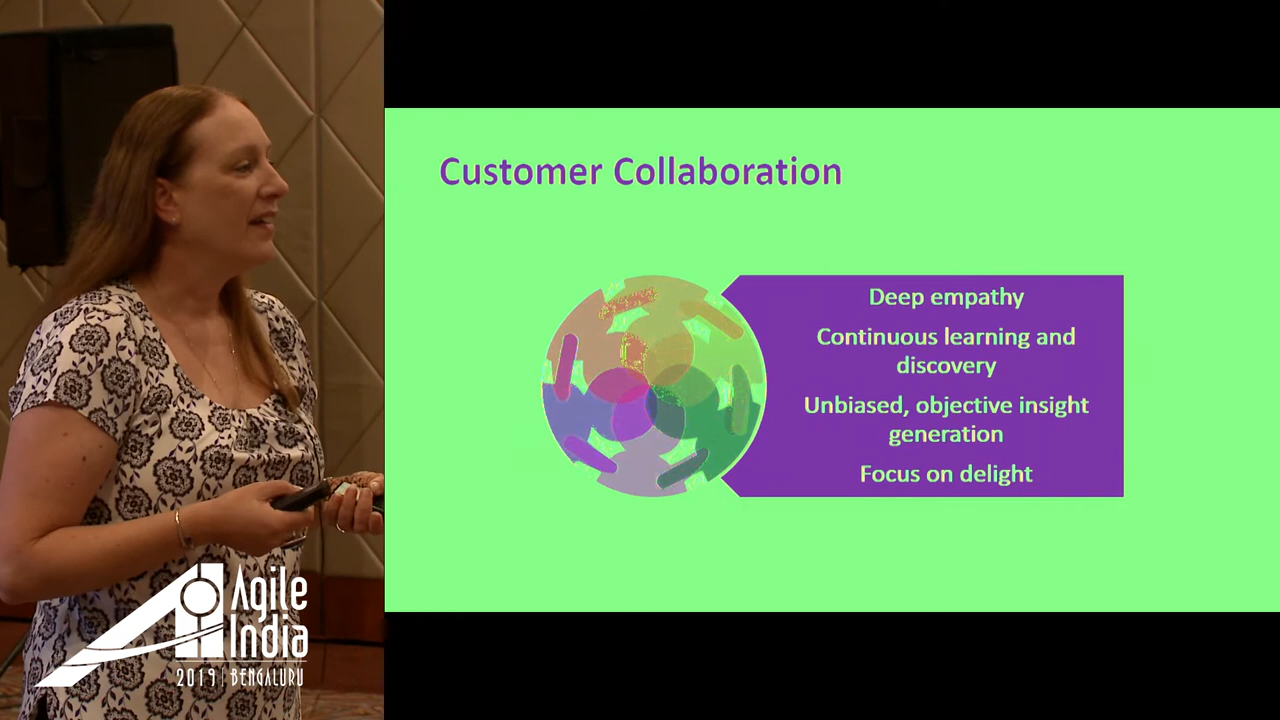 Customer Collaboration
Deep empathy
Continuous learning and
discovery
Unbiased, objective insight
generation
Focus on delight
Agile
India
2019 | BENGALURU